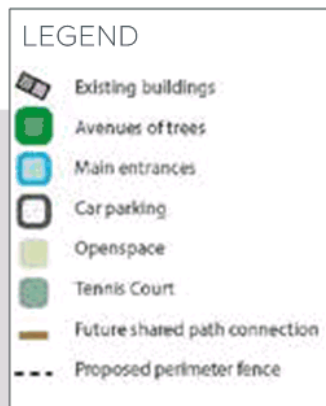 LEGEND
Existing buildings
Avenues of trees
Main entrances
Car parking
Openspace
Tennis Court
Future shared path connection
Proposed perimeter fence